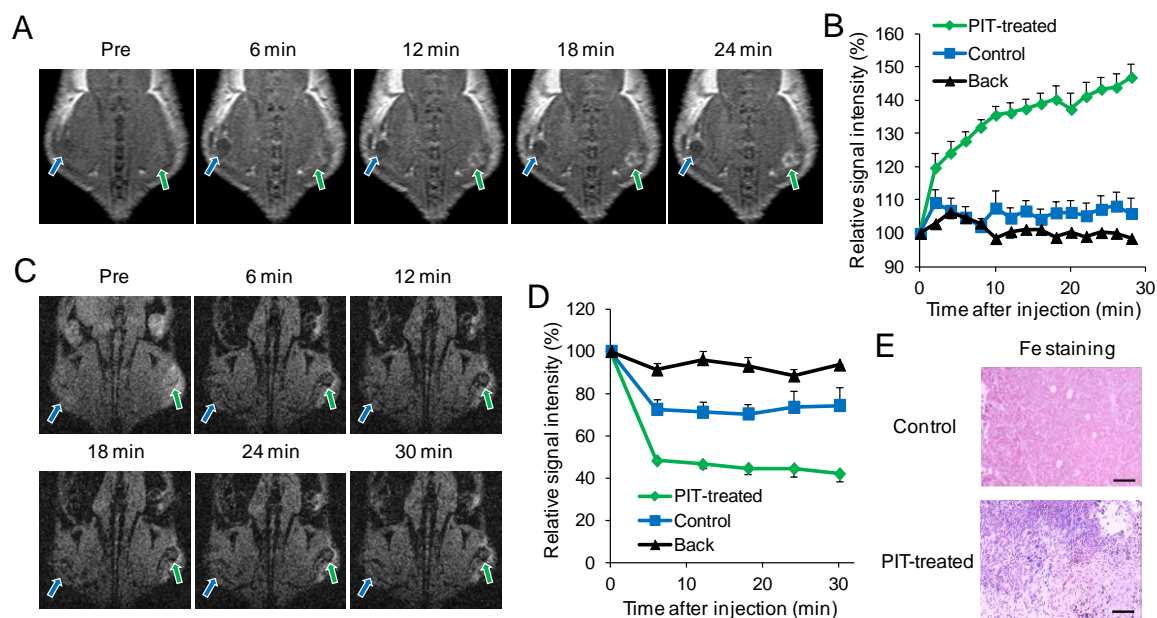 A
Pre
6 min
12 min
18 min
24 min
B
PIT-treated
Control
Back
Relative signal intensity (%)
160
150
140
130
120
110
100
90
0
10
20
30
Time after injection (min)
C
Pre
6 min
12 min
18 min
24 min
30 min
D
Relative signal intensity (%)
120
100
80
60
40
20
0
PIT-treated
Control
Back
0
10
20
30
Time after injection (min)
E
Fe staining
Control
PIT-treated